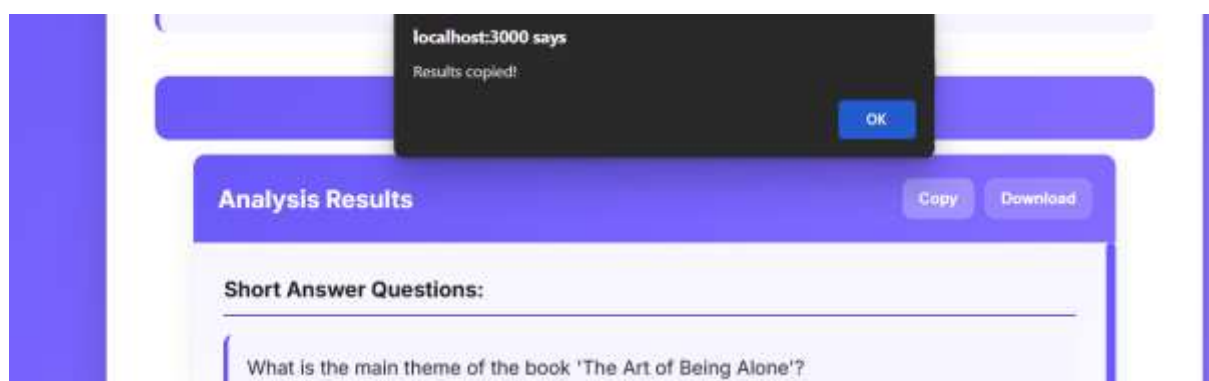 localhost:3000 says
Results copied!
OK
Analysis Results
Copy
Download
Short Answer Questions:
What is the main theme of the book 'The Art of Being Alone'?